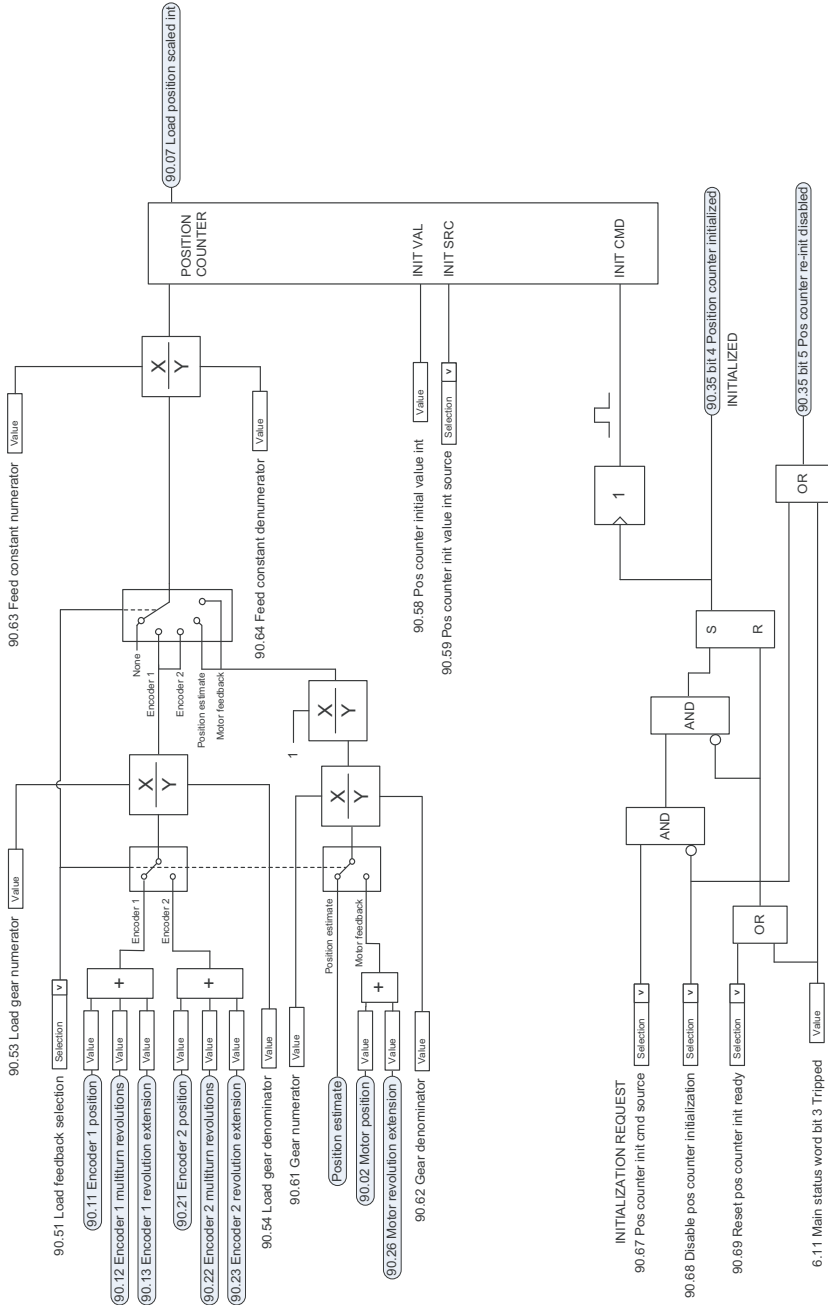 90.53 Load gear numerator Value
90.51 Load feedback selection Selection v
90.11 Encoder 1 position Value
90.12 Encoder 1 multiturn revolutions Value
90.13 Encoder 1 revolution extension Value
+
90.21 Encoder 2 position Value
90.22 Encoder 2 multiturn revolutions Value
90.23 Encoder 2 revolution extension Value
+
90.54 Load gear denominator Value
90.61 Gear numerator Value
Position estimate
90.02 Motor position Value
90.26 Motor revolution extension Value
+
90.62 Gear denominator Value
Encoder 1
Encoder 2
Position estimate
Motor feedback
X
Y
X
Y
1
X
Y
None
Encoder 1
Encoder 2
Position estimate
Motor feedback
90.63 Feed constant numerator Value
X
Y
90.64 Feed constant denumerator Value
POSITION
COUNTER
90.07 Load position scaled int
90.58 Pos counter initial value int Value
INIT VAL
90.59 Pos counter init value int source Selection v
INIT SRC
INIT CMD
1
INITIALIZATION REQUEST
90.67 Pos counter init cmd source Selection v
90.68 Disable pos counter initialization Selection v
90.69 Reset pos counter init ready Selection v
6.11 Main status word bit 3 Tripped Value
AND
AND
OR
S
R
90.35 bit 4 Position counter initialized
INITIALIZED
OR
90.35 bit 5 Pos counter re-init disabled